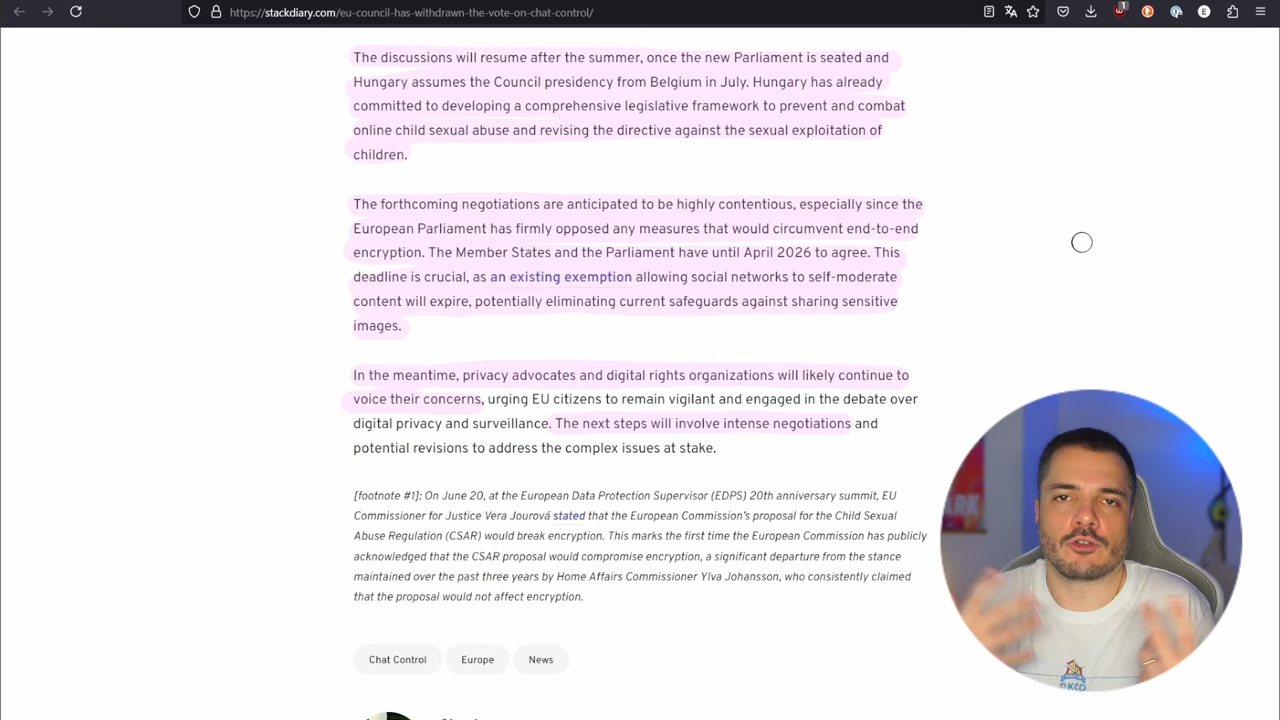 https://stackdiary.com/eu-council-has-withdrawn-the-vote-on-chat-control/
The discussions will resume after the summer, once the new Parliament is seated and
Hungary assumes the Council presidency from Belgium in July. Hungary has already
committed to developing a comprehensive legislative framework to prevent and combat
online child sexual abuse and revising the directive against the sexual exploitation of
children.
The forthcoming negotiations are anticipated to be highly contentious, especially since the
European Parliament has firmly opposed any measures that would circumvent end-to-end
encryption. The Member States and the Parliament have until April 2026 to agree. This
deadline is crucial, as an existing exemption allowing social networks to self-moderate
content will expire, potentially eliminating current safeguards against sharing sensitive
images.
In the meantime, privacy advocates and digital rights organizations will likely continue to
voice their concerns, urging EU citizens to remain vigilant and engaged in the debate over
digital privacy and surveillance. The next steps will involve intense negotiations and
potential revisions to address the complex issues at stake.
[footnote #1]: On June 20, at the European Data Protection Supervisor (EDPS) 20th anniversary summit, EU
Commissioner for Justice Vera Jourová stated that the European Commission's proposal for the Child Sexual
Abuse Regulation (CSAR) would break encryption. This marks the first time the European Commission has publicly
acknowledged that the CSAR proposal would compromise encryption, a significant departure from the stance
maintained over the past three years by Home Affairs Commissioner Ylva Johansson, who consistently claimed
that the proposal would not affect encryption.
Chat Control
Europe
News